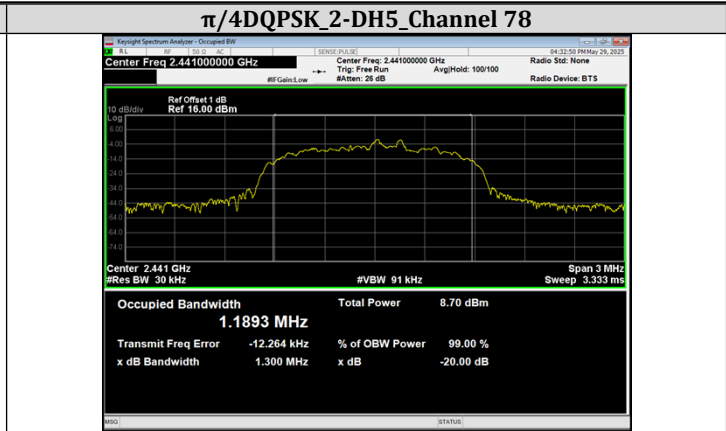 π/4DQPSK_2-DH5_Channel 78
Keysight Spectrum Analyzer - Occupied BW
RL RF 50 Ω AC SENSE:PULSE 04:32:50 PM May 29, 2025
Center Freq 2.441000000 GHz Center Freq: 2.441000000 GHz Radio Std: None
Trig: Free Run Avg|Hold: 100/100
#IFGain:Low #Atten: 26 dB Radio Device: BTS
Ref Offset 1 dB
10 dB/div Ref 16.00 dBm
Log
6.00
-4.00
-14.0
-24.0
-34.0
-44.0
-54.0
-64.0
-74.0
Center 2.441 GHz Span 3 MHz
#Res BW 30 kHz #VBW 91 kHz Sweep 3.333 ms
Occupied Bandwidth Total Power 8.70 dBm
1.1893 MHz
Transmit Freq Error -12.264 kHz % of OBW Power 99.00 %
x dB Bandwidth 1.300 MHz x dB -20.00 dB
MSG STATUS